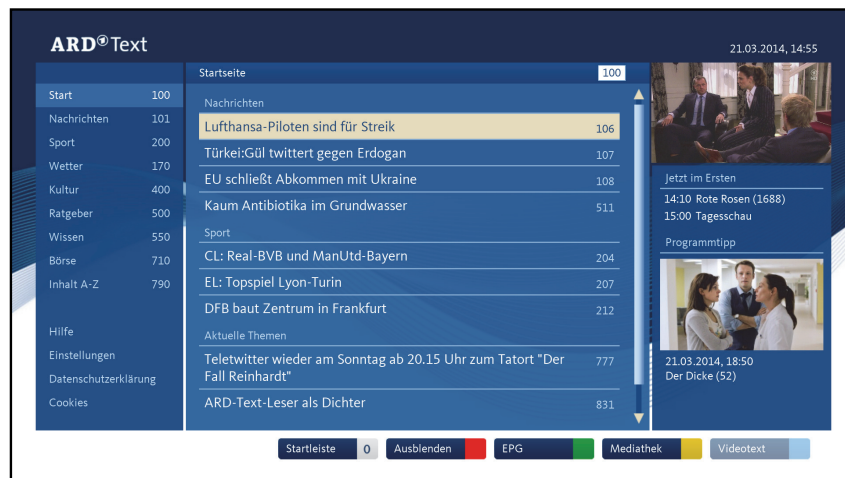 ARD Text
21.03.2014, 14:55
Startseite 100
Start 100
Nachrichten 101
Sport 200
Wetter 170
Kultur 400
Ratgeber 500
Wissen 550
Börse 710
Inhalt A-Z 790
Hilfe
Einstellungen
Datenschutzerklärung
Cookies
Nachrichten
Lufthansa-Piloten sind für Streik 106
Türkei:Gül twittert gegen Erdogan 107
EU schließt Abkommen mit Ukraine 108
Kaum Antibiotika im Grundwasser 511
Sport
CL: Real-BVB und ManUtd-Bayern 204
EL: Topspiel Lyon-Turin 207
DFB baut Zentrum in Frankfurt 212
Aktuelle Themen
Teletwitter wieder am Sonntag ab 20.15 Uhr zum Tatort "Der 777
Fall Reinhardt"
ARD-Text-Leser als Dichter 831
Jetzt im Ersten
14:10 Rote Rosen (1688)
15:00 Tagesschau
Programmtipp
21.03.2014, 18:50
Der Dicke (52)
Startleiste 0 Ausblenden EPG Mediathek Videotext